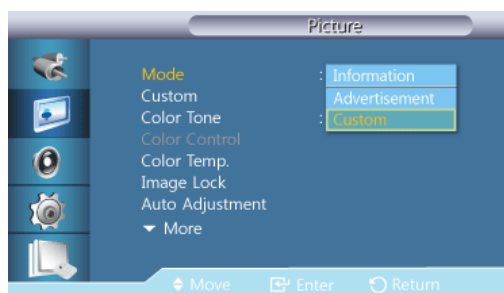 Picture
Mode : Information
Custom Advertisement
Color Tone : Custom
Color Control
Color Temp.
Image Lock
Auto Adjustment
More
Move Enter Return